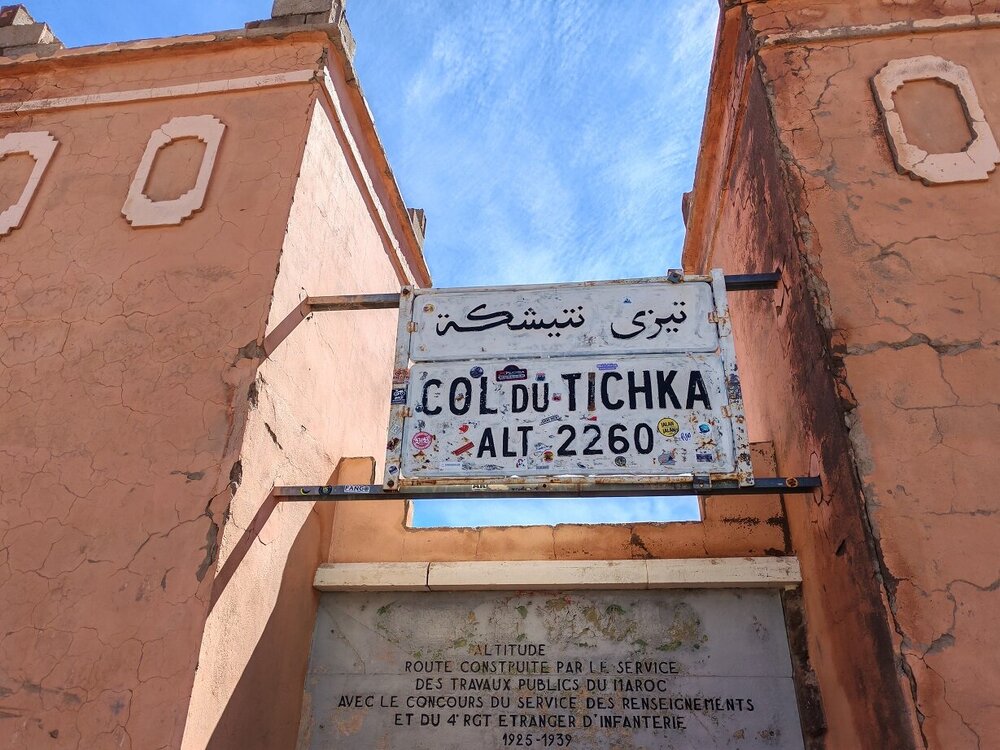 تيزي نتيشكة
COL DU TICHKA
ALT 2260
ALTITUDE
ROUTE CONSTRUITE PAR LE SERVICE
DES TRAVAUX PUBLICS DU MAROC
AVEC LE CONCOURS DU SERVICE DES RENSEIGNEMENTS
ET DU 4ᵉ RGT ETRANGER D'INFANTERIE
1925-1939